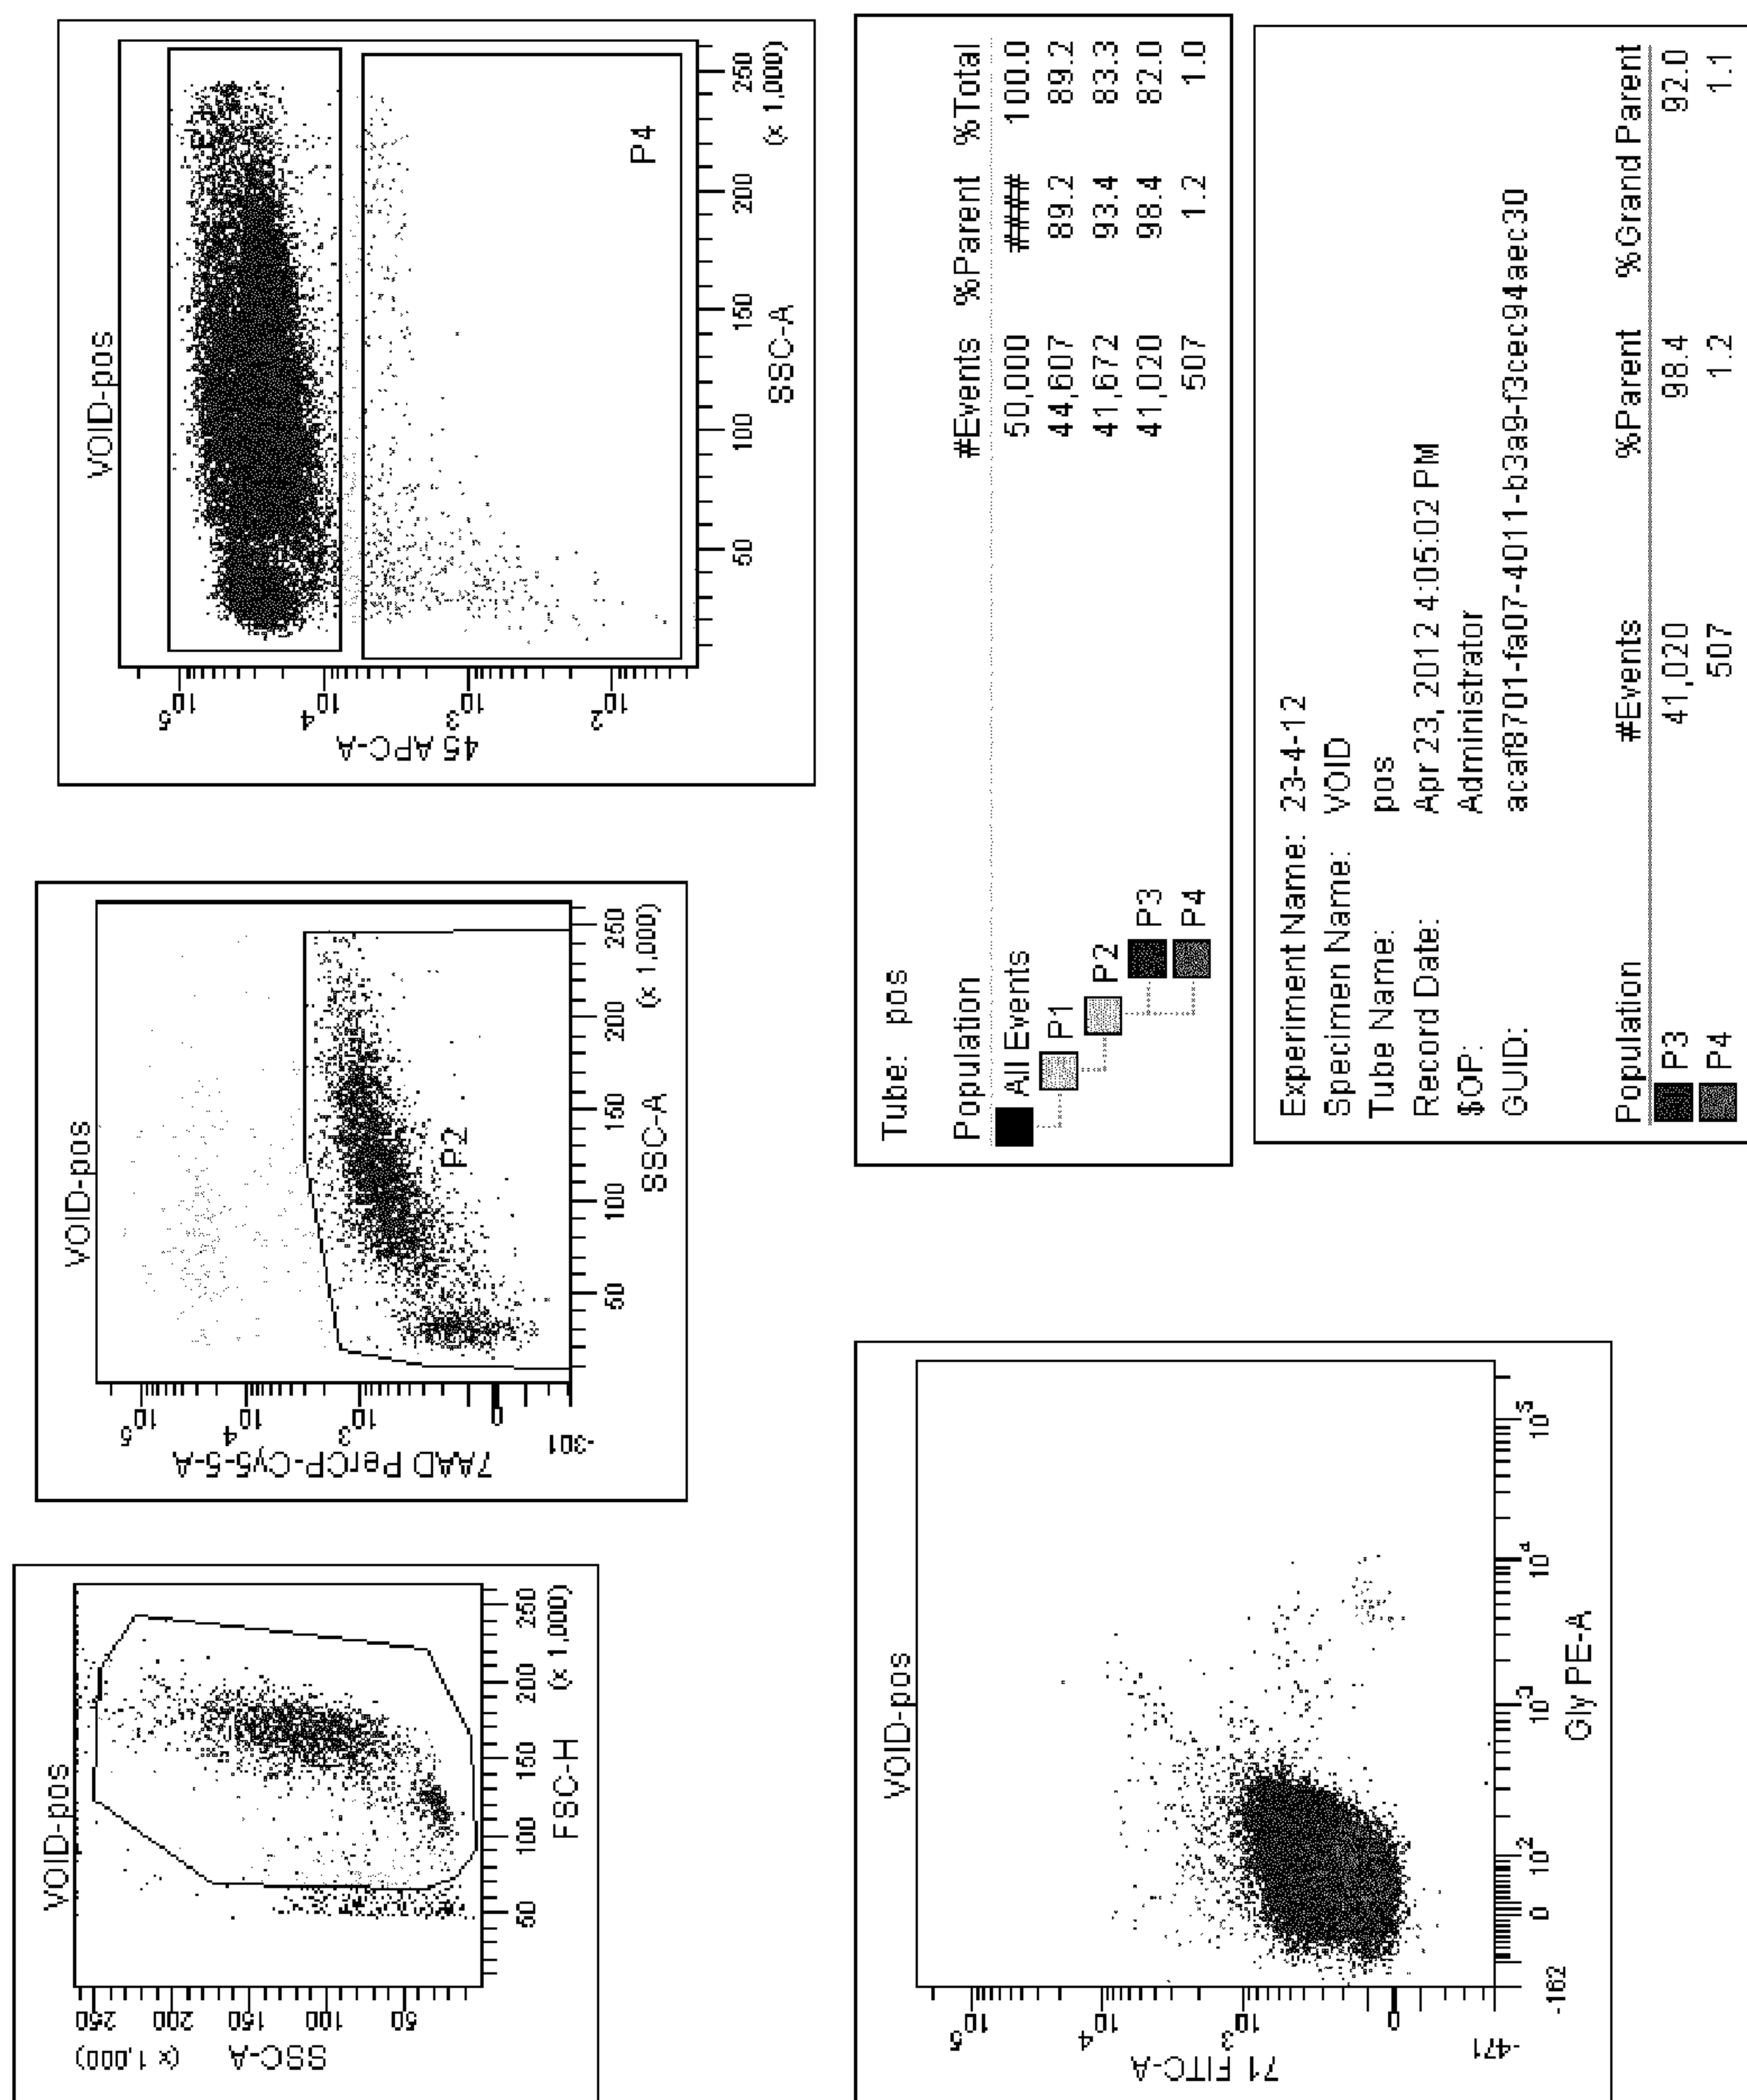 VOID-pos
SSC-A
(x 1,000)
250
200
150
100
50
50
100
150
200
250
FSC-H
(x 1,000)
VOID-pos
7AAD PerCP-Cy5-5-A
10^5
10^4
10^3
0
-301
P2
50
100
150
200
250
SSC-A
(x 1,000)
VOID-pos
45 APC-A
10^5
10^4
10^3
10^2
P4
50
100
150
200
250
SSC-A
(x 1,000)
VOID-pos
71 FITC-A
10^5
10^4
10^3
0
-471
-162
0
10^2
10^3
10^4
10^5
Gly PE-A
Tube: pos
Population #Events %Parent %Total
All Events 50,000 #### 100.0
P1 44,607 89.2 89.2
P2 41,672 93.4 83.3
P3 41,020 98.4 82.0
P4 507 1.2 1.0
Experiment Name: 23-4-12
Specimen Name: VOID
Tube Name: pos
Record Date: Apr 23, 2012 4:05:02 PM
$OP: Administrator
GUID: acaf8701-fa07-4011-b3a9-f3cec94aec30
Population #Events %Parent %Grand Parent
P3 41,020 98.4 92.0
P4 507 1.2 1.1